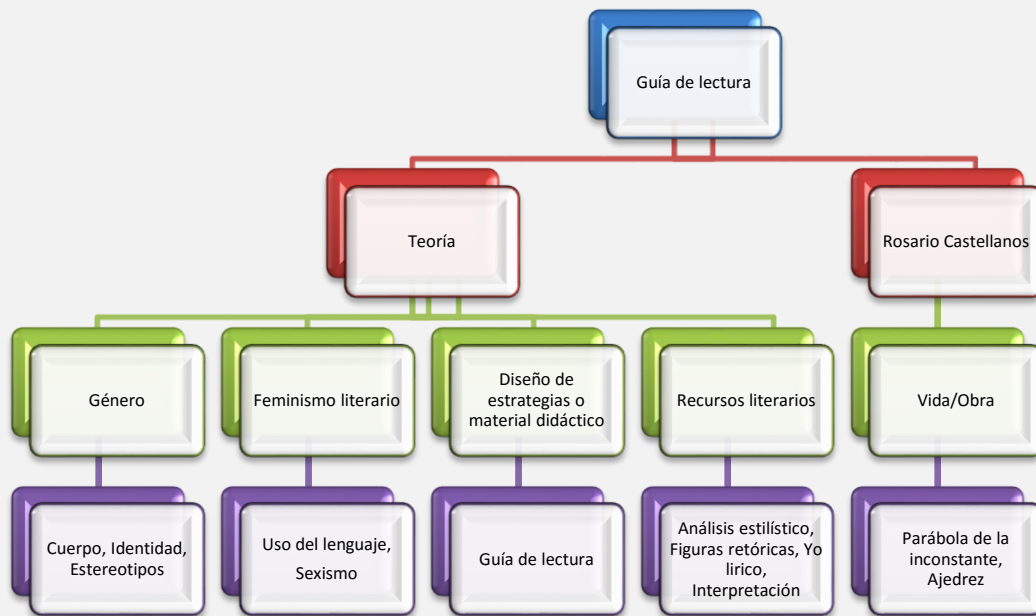 Guía de lectura
Teoría
Rosario Castellanos
Género
Feminismo literario
Diseño de
estrategias o
material didáctico
Recursos literarios
Vida/Obra
Cuerpo, Identidad,
Estereotipos
Uso del lenguaje,
Sexismo
Guía de lectura
Análisis estilístico,
Figuras retóricas, Yo
lirico,
Interpretación
Parábola de la
inconstante,
Ajedrez